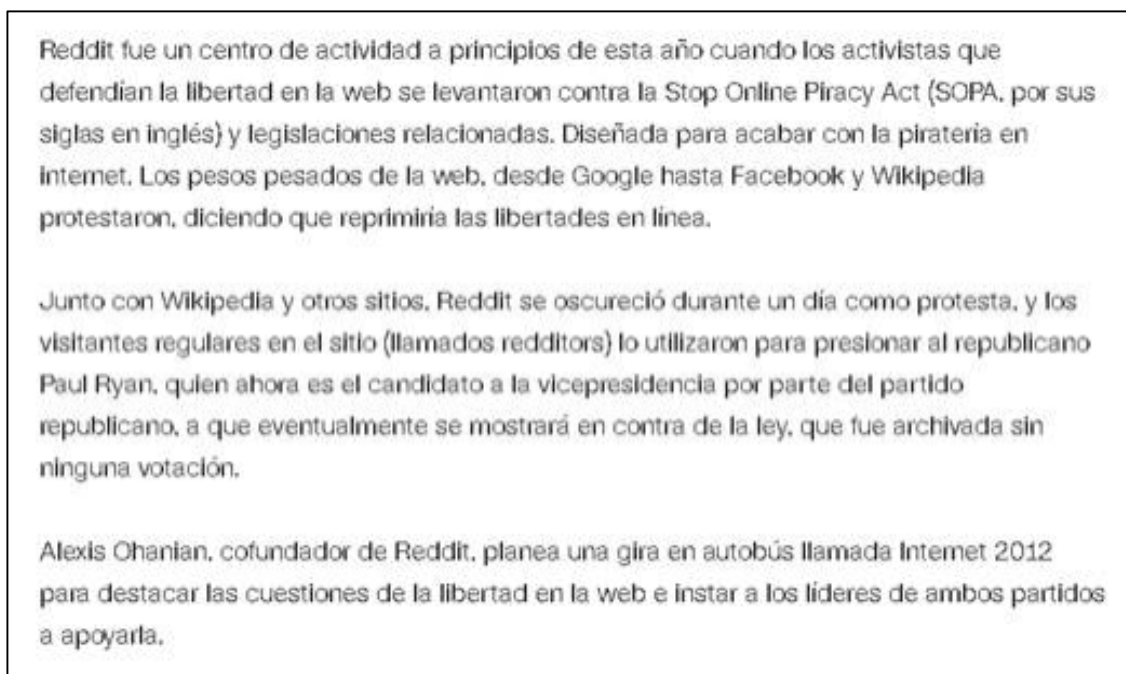 Reddit fue un centro de actividad a principios de esta año cuando los activistas que
defendían la libertad en la web se levantaron contra la Stop Online Piracy Act (SOPA, por sus
siglas en inglés) y legislaciones relacionadas. Diseñada para acabar con la piratería en
internet. Los pesos pesados de la web, desde Google hasta Facebook y Wikipedia
protestaron, diciendo que reprimiría las libertades en línea.
Junto con Wikipedia y otros sitios, Reddit se oscureció durante un día como protesta, y los
visitantes regulares en el sitio (llamados redditors) lo utilizaron para presionar al republicano
Paul Ryan, quien ahora es el candidato a la vicepresidencia por parte del partido
republicano, a que eventualmente se mostrará en contra de la ley, que fue archivada sin
ninguna votación.
Alexis Ohanian, cofundador de Reddit, planea una gira en autobús llamada Internet 2012
para destacar las cuestiones de la libertad en la web e instar a los líderes de ambos partidos
a apoyarla.